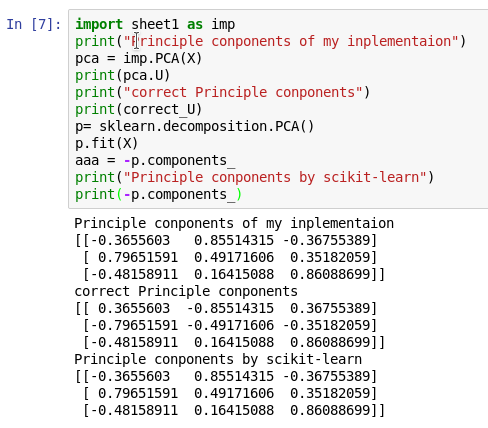 In [7]: import sheet1 as imp
print("Principle conponents of my inplementaion")
pca = imp.PCA(X)
print(pca.U)
print("correct Principle conponents")
print(correct_U)
p= sklearn.decomposition.PCA()
p.fit(X)
aaa = -p.components_
print("Principle conponents by scikit-learn")
print(-p.components_)
Principle conponents of my inplementaion
[[-0.3655603   0.85514315 -0.36755389]
 [ 0.79651591  0.49171606  0.35182059]
 [-0.48158911  0.16415088  0.86088699]]
correct Principle conponents
[[ 0.3655603  -0.85514315  0.36755389]
 [-0.79651591 -0.49171606 -0.35182059]
 [-0.48158911  0.16415088  0.86088699]]
Principle conponents by scikit-learn
[[-0.3655603   0.85514315 -0.36755389]
 [ 0.79651591  0.49171606  0.35182059]
 [-0.48158911  0.16415088  0.86088699]]